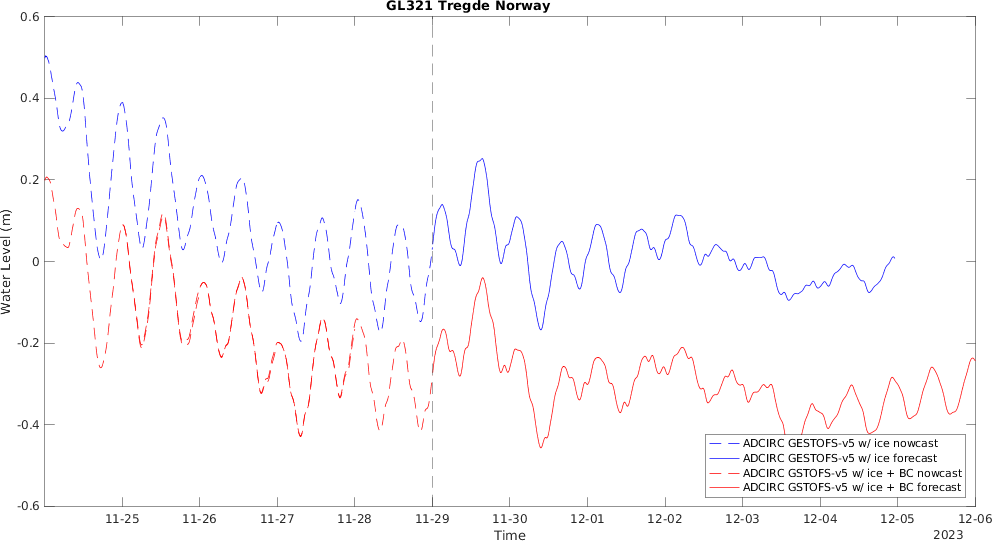 GL321 Tregde Norway
0.6
0.4
0.2
0
-0.2
-0.4
-0.6
Water Level (m)
11-25 11-26 11-27 11-28 11-29 11-30 12-01 12-02 12-03 12-04 12-05 12-06
Time
2023
ADCIRC GESTOFS-v5 w/ ice nowcast
ADCIRC GESTOFS-v5 w/ ice forecast
ADCIRC GSTOFS-v5 w/ ice + BC nowcast
ADCIRC GSTOFS-v5 w/ ice + BC forecast